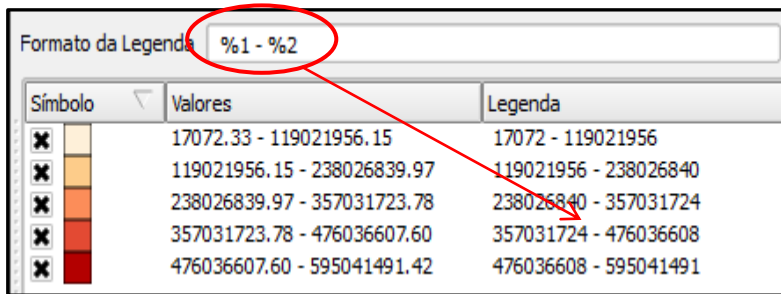 Formato da Legenda %1 - %2
Símbolo Valores Legenda
17072.33 - 119021956.15 17072 - 119021956
119021956.15 - 238026839.97 119021956 - 238026840
238026839.97 - 357031723.78 238026840 - 357031724
357031723.78 - 476036607.60 357031724 - 476036608
476036607.60 - 595041491.42 476036608 - 595041491